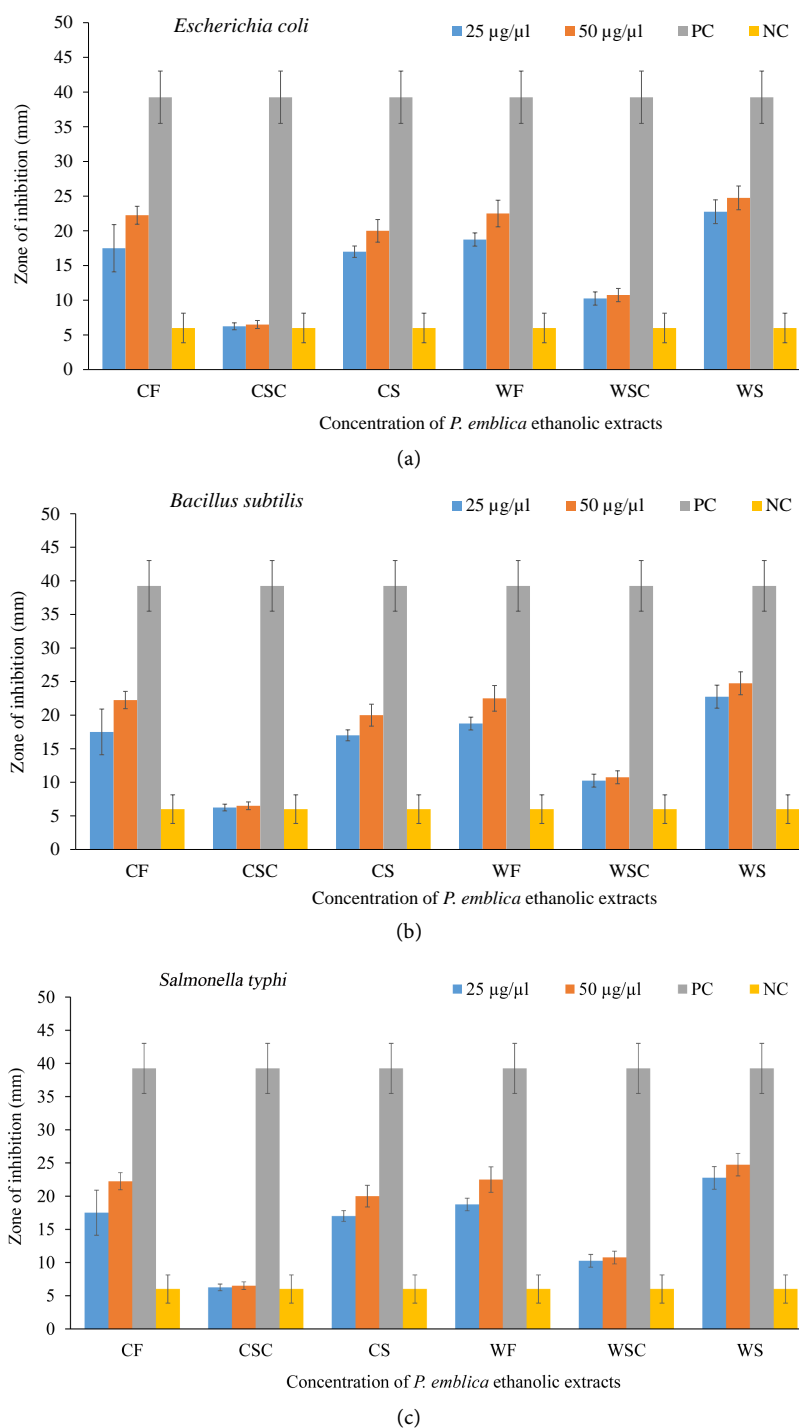 Escherichia coli
25 µg/µl 50 µg/µl PC NC
Zone of inhibition (mm)
50
45
40
35
30
25
20
15
10
5
0
CF CSC CS WF WSC WS
Concentration of P. emblica ethanolic extracts
(a)
Bacillus subtilis
25 µg/µl 50 µg/µl PC NC
Zone of inhibition (mm)
50
45
40
35
30
25
20
15
10
5
0
CF CSC CS WF WSC WS
Concentration of P. emblica ethanolic extracts
(b)
Salmonella typhi
25 µg/µl 50 µg/µl PC NC
Zone of inhibition (mm)
50
45
40
35
30
25
20
15
10
5
0
CF CSC CS WF WSC WS
Concentration of P. emblica ethanolic extracts
(c)